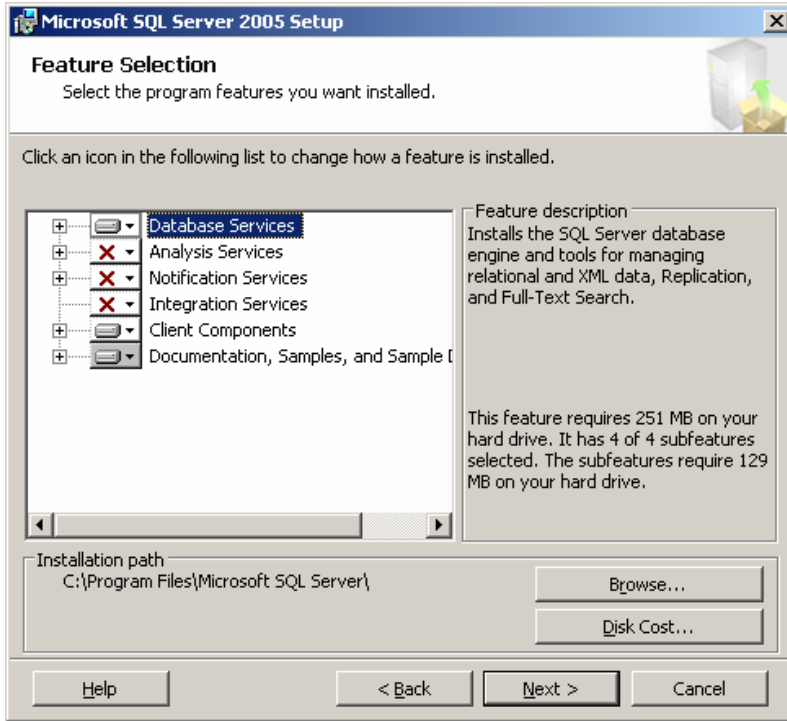 Microsoft SQL Server 2005 Setup
Feature Selection
Select the program features you want installed.
Click an icon in the following list to change how a feature is installed.
Database Services
Analysis Services
Notification Services
Integration Services
Client Components
Documentation, Samples, and Sample
Feature description
Installs the SQL Server database
engine and tools for managing
relational and XML data, Replication,
and Full-Text Search.
This feature requires 251 MB on your
hard drive. It has 4 of 4 subfeatures
selected. The subfeatures require 129
MB on your hard drive.
Installation path
C:\Program Files\Microsoft SQL Server\
Browse...
Disk Cost...
Help
< Back
Next >
Cancel